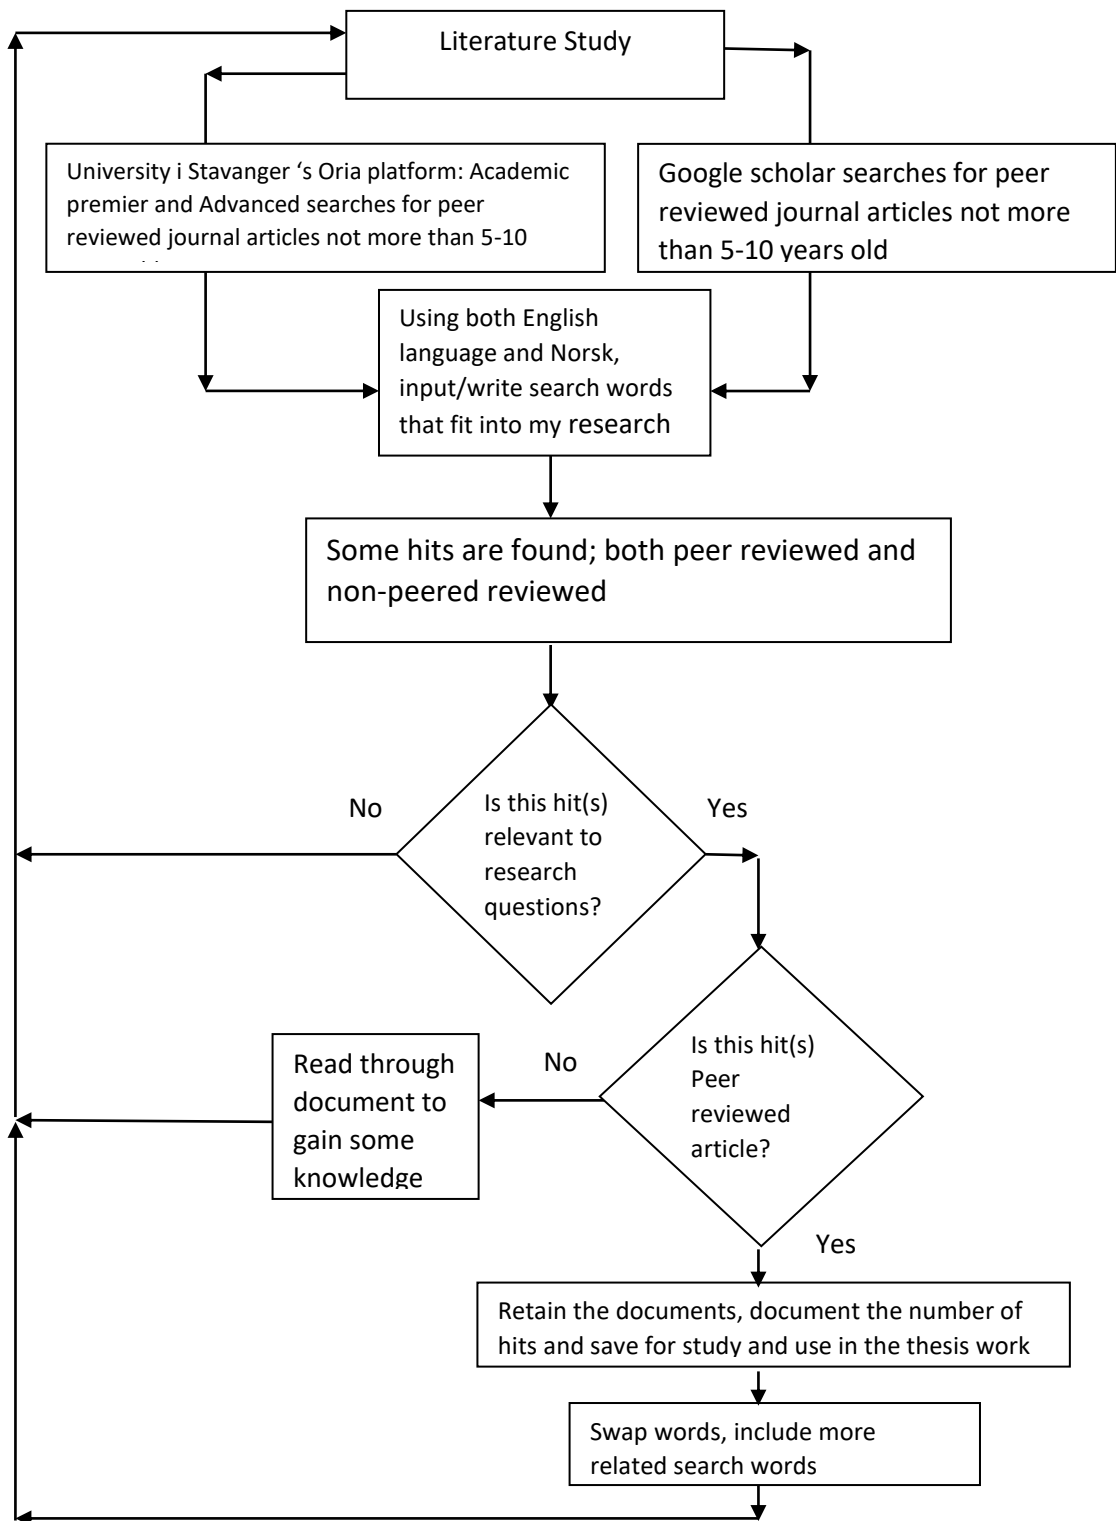 Literature Study
University i Stavanger ‘s Oria platform: Academic
premier and Advanced searches for peer
reviewed journal articles not more than 5-10
Google scholar searches for peer
reviewed journal articles not more
than 5-10 years old
Using both English
language and Norsk,
input/write search words
that fit into my research
Some hits are found; both peer reviewed and
non-peered reviewed
No
Is this hit(s)
relevant to
research
questions?
Yes
Is this hit(s)
Peer
reviewed
article?
No
Read through
document to
gain some
knowledge
Yes
Retain the documents, document the number of
hits and save for study and use in the thesis work
Swap words, include more
related search words